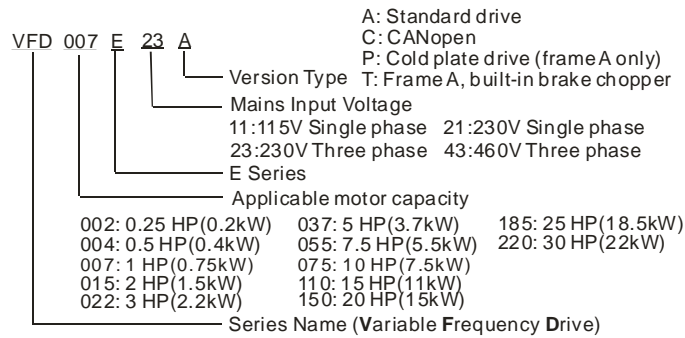 A: Standard drive
VFD 007 E 23 A
C: CANopen
P: Cold plate drive (frame A only)
Version Type T: Frame A, built-in brake chopper
Mains Input Voltage
11:115V Single phase 21:230V Single phase
23:230V Three phase 43:460V Three phase
E Series
Applicable motor capacity
002: 0.25 HP(0.2kW) 037: 5 HP(3.7kW) 185: 25 HP(18.5kW)
004: 0.5 HP(0.4kW) 055: 7.5 HP(5.5kW) 220: 30 HP(22kW)
007: 1 HP(0.75kW) 075: 10 HP(7.5kW)
015: 2 HP(1.5kW) 110: 15 HP(11kW)
022: 3 HP(2.2kW) 150: 20 HP(15kW)
Series Name (Variable Frequency Drive)